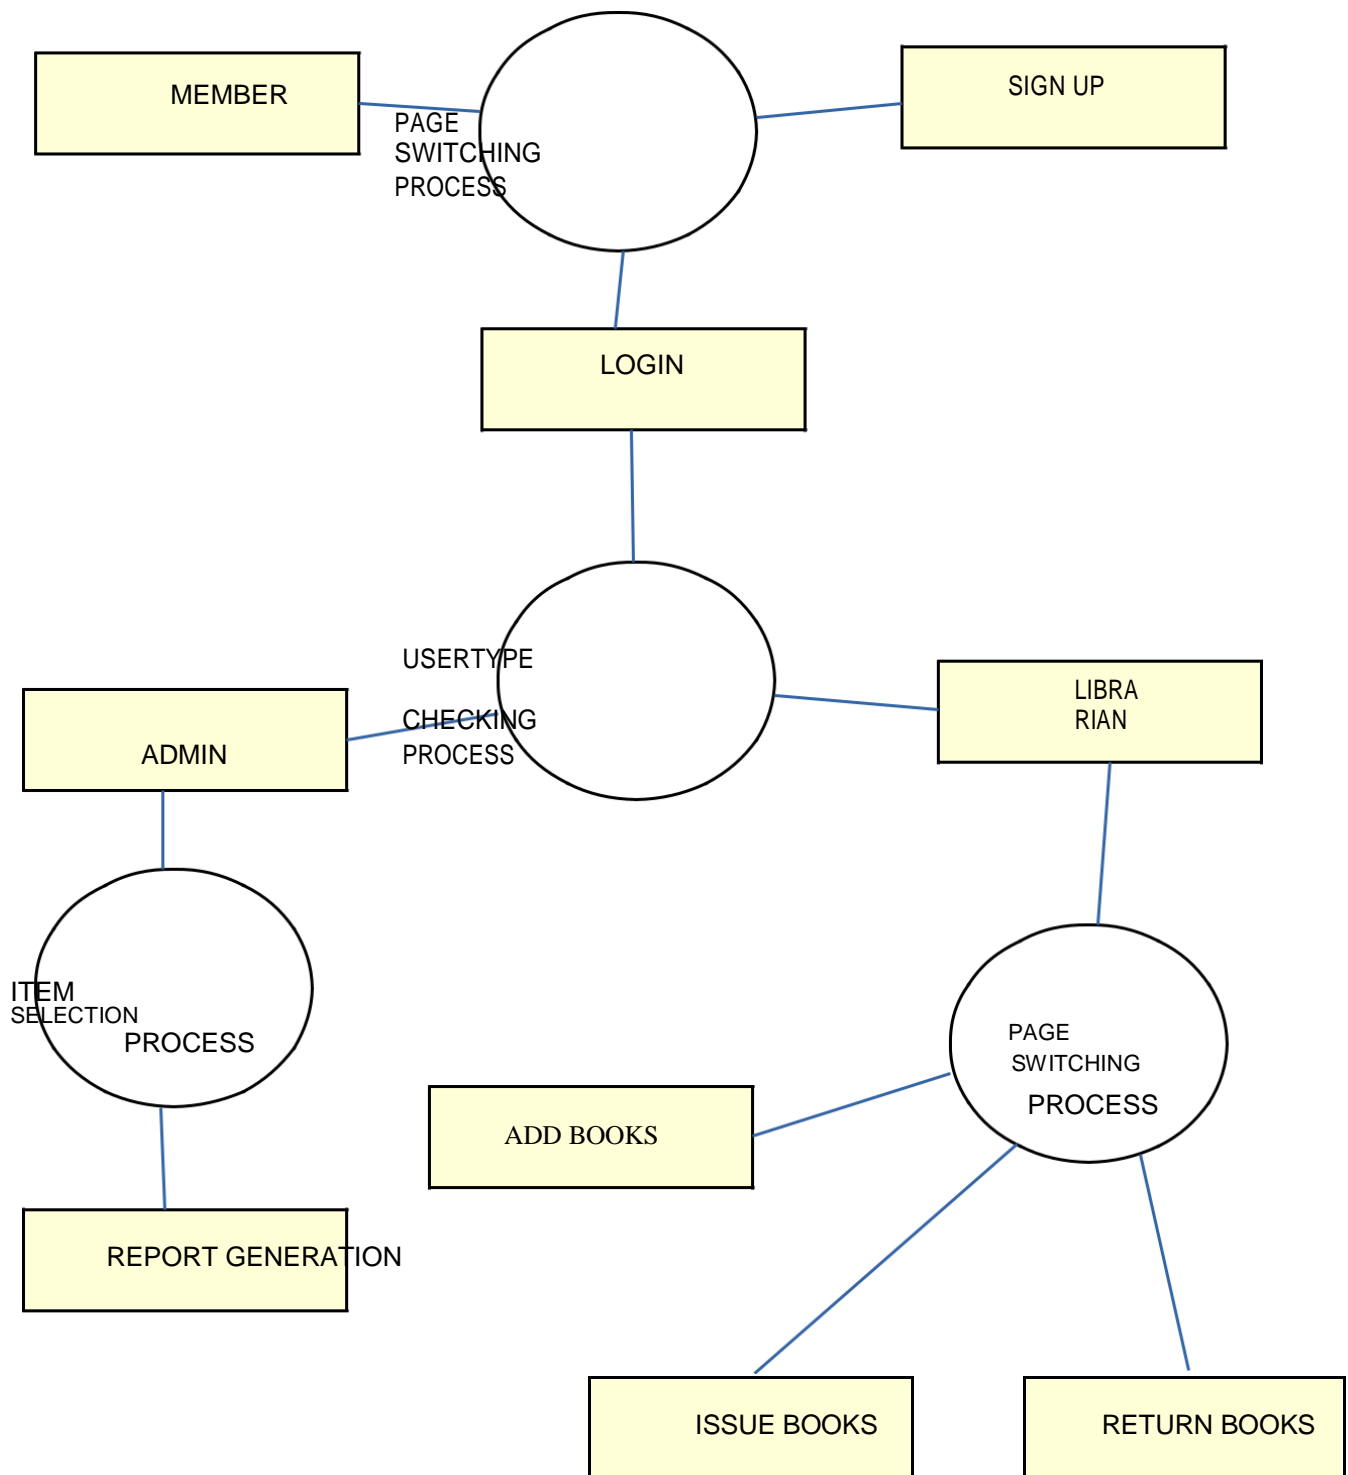 MEMBER
SIGN UP
PAGE
SWITCHING
PROCESS
LOGIN
USERTYPE
CHECKING
PROCESS
LIBRA
RIAN
ADMIN
ITEM
SELECTION
PROCESS
PAGE
SWITCHING
PROCESS
ADD BOOKS
REPORT GENERATION
ISSUE BOOKS
RETURN BOOKS